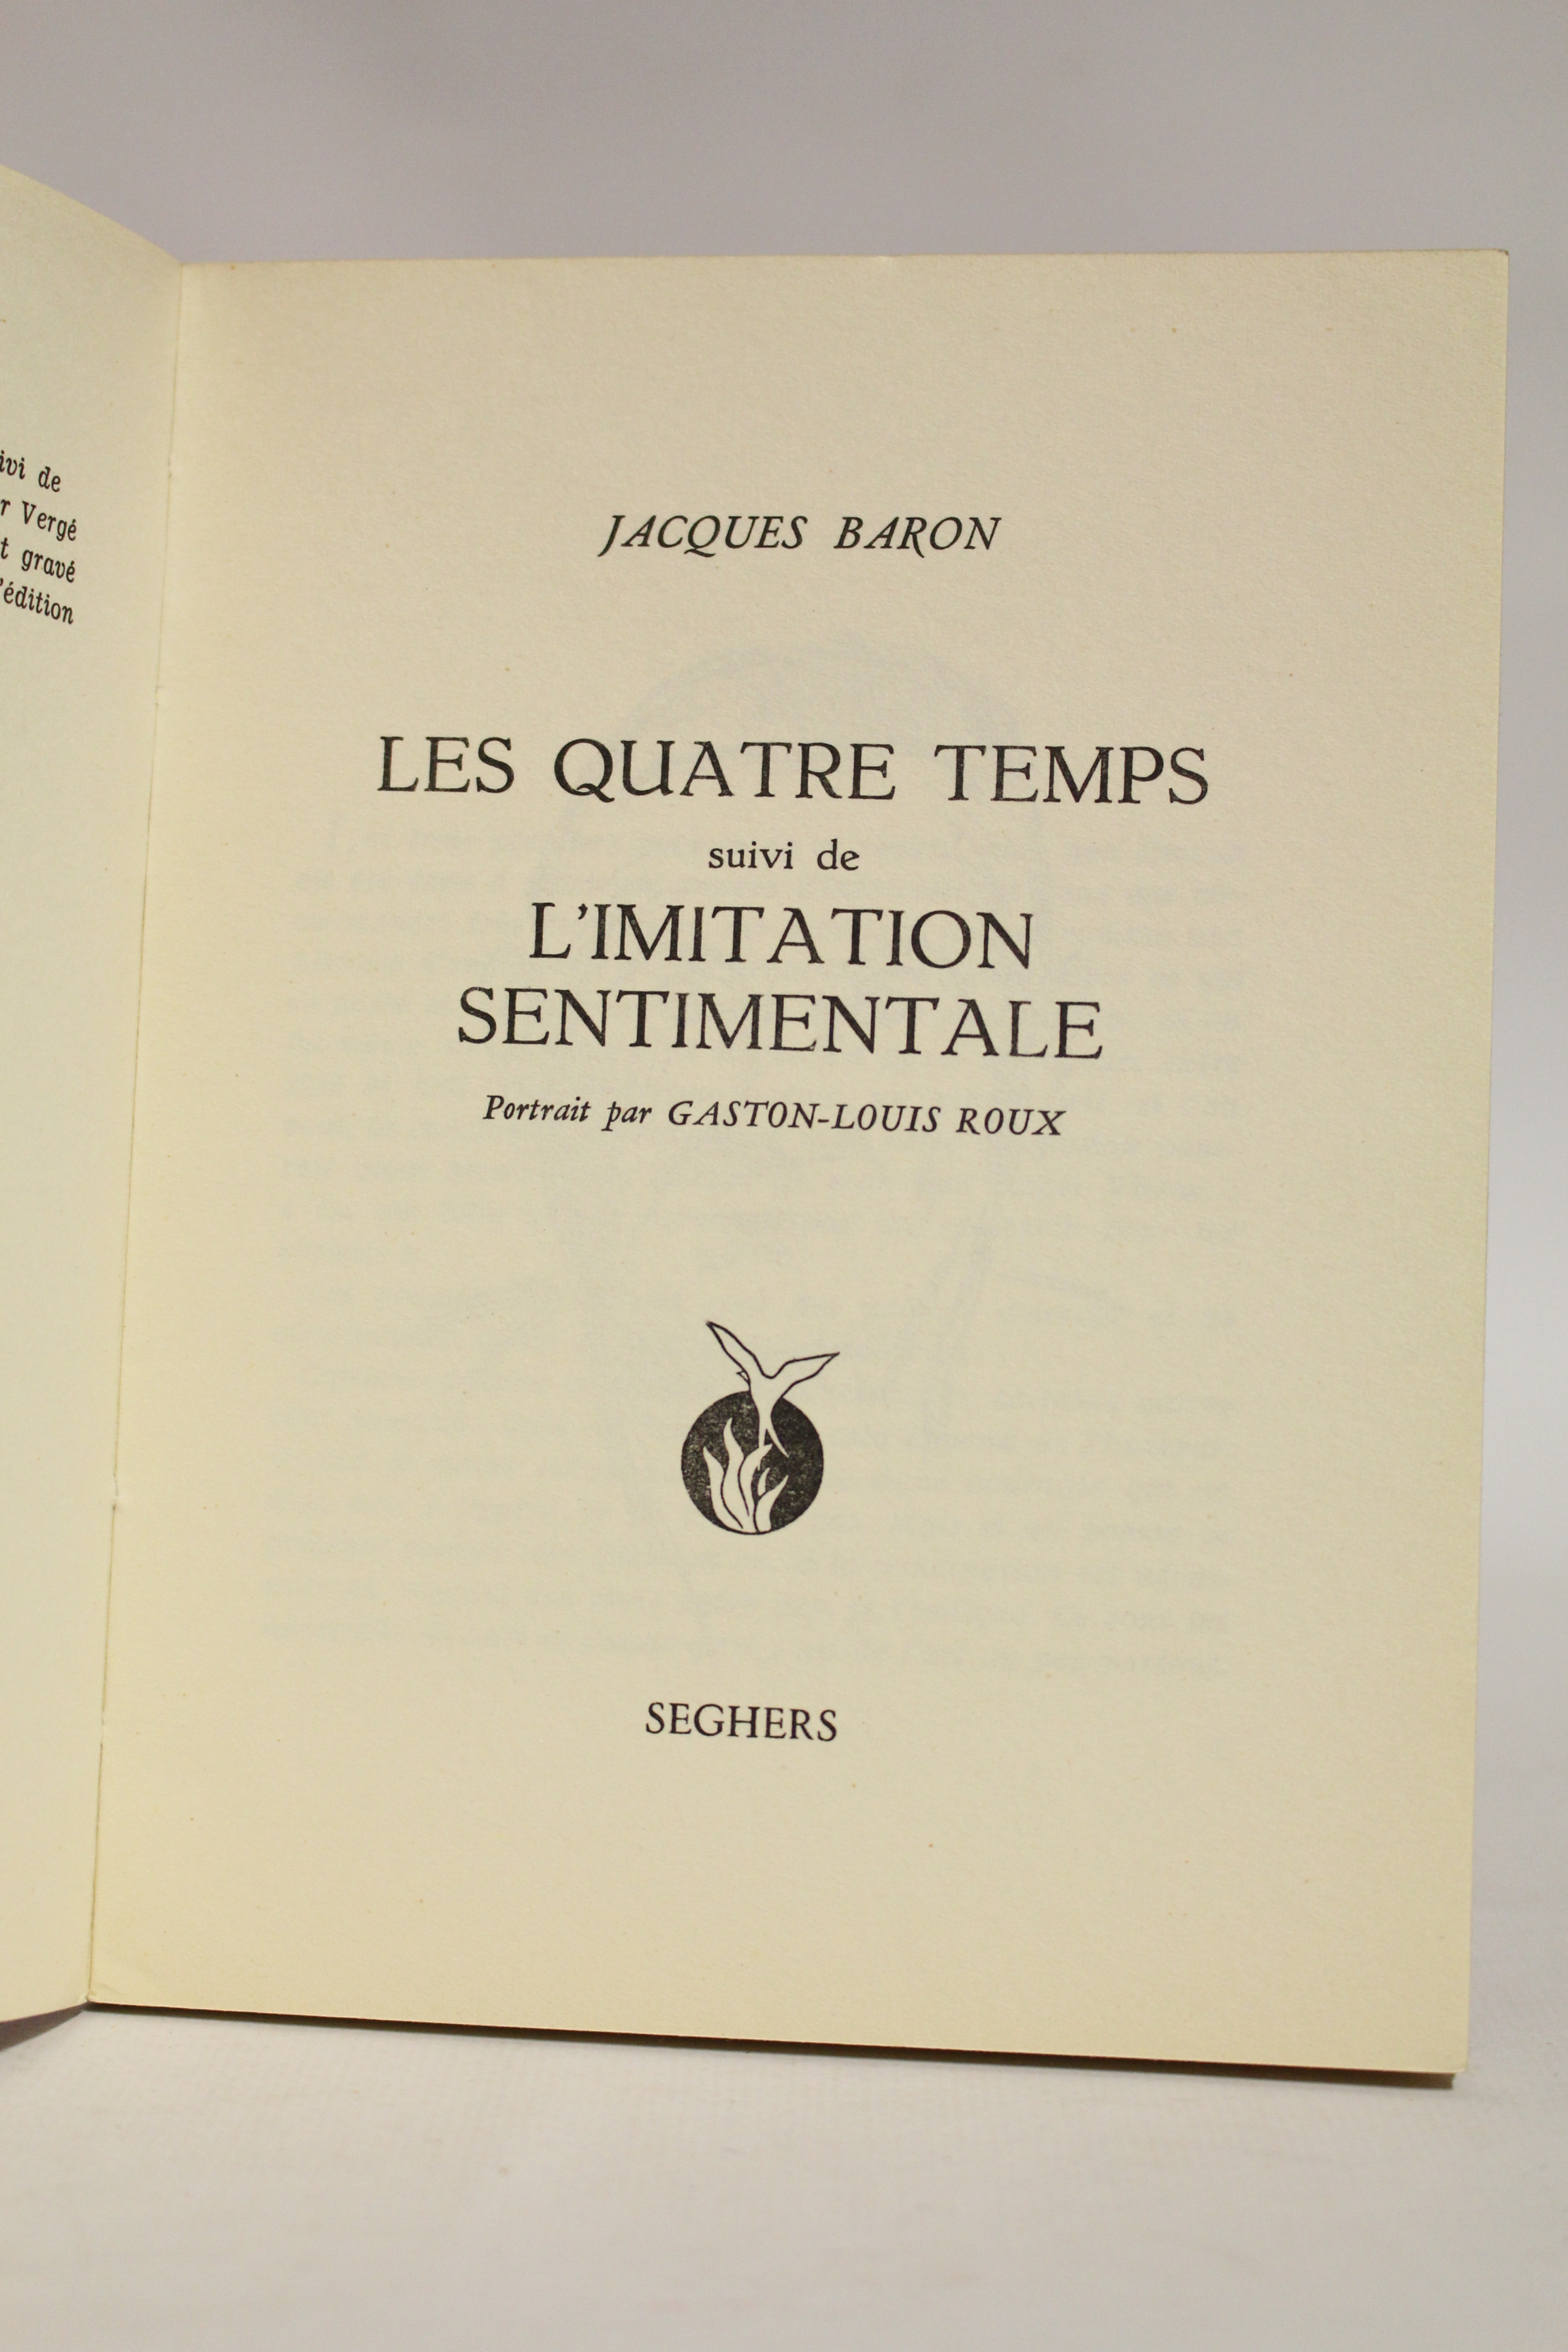 ivi de
r Vergé
t gravé
'édition
JACQUES BARON
LES QUATRE TEMPS
suivi de
L'IMITATION
SENTIMENTALE
Portrait par GASTON-LOUIS ROUX
SEGHERS